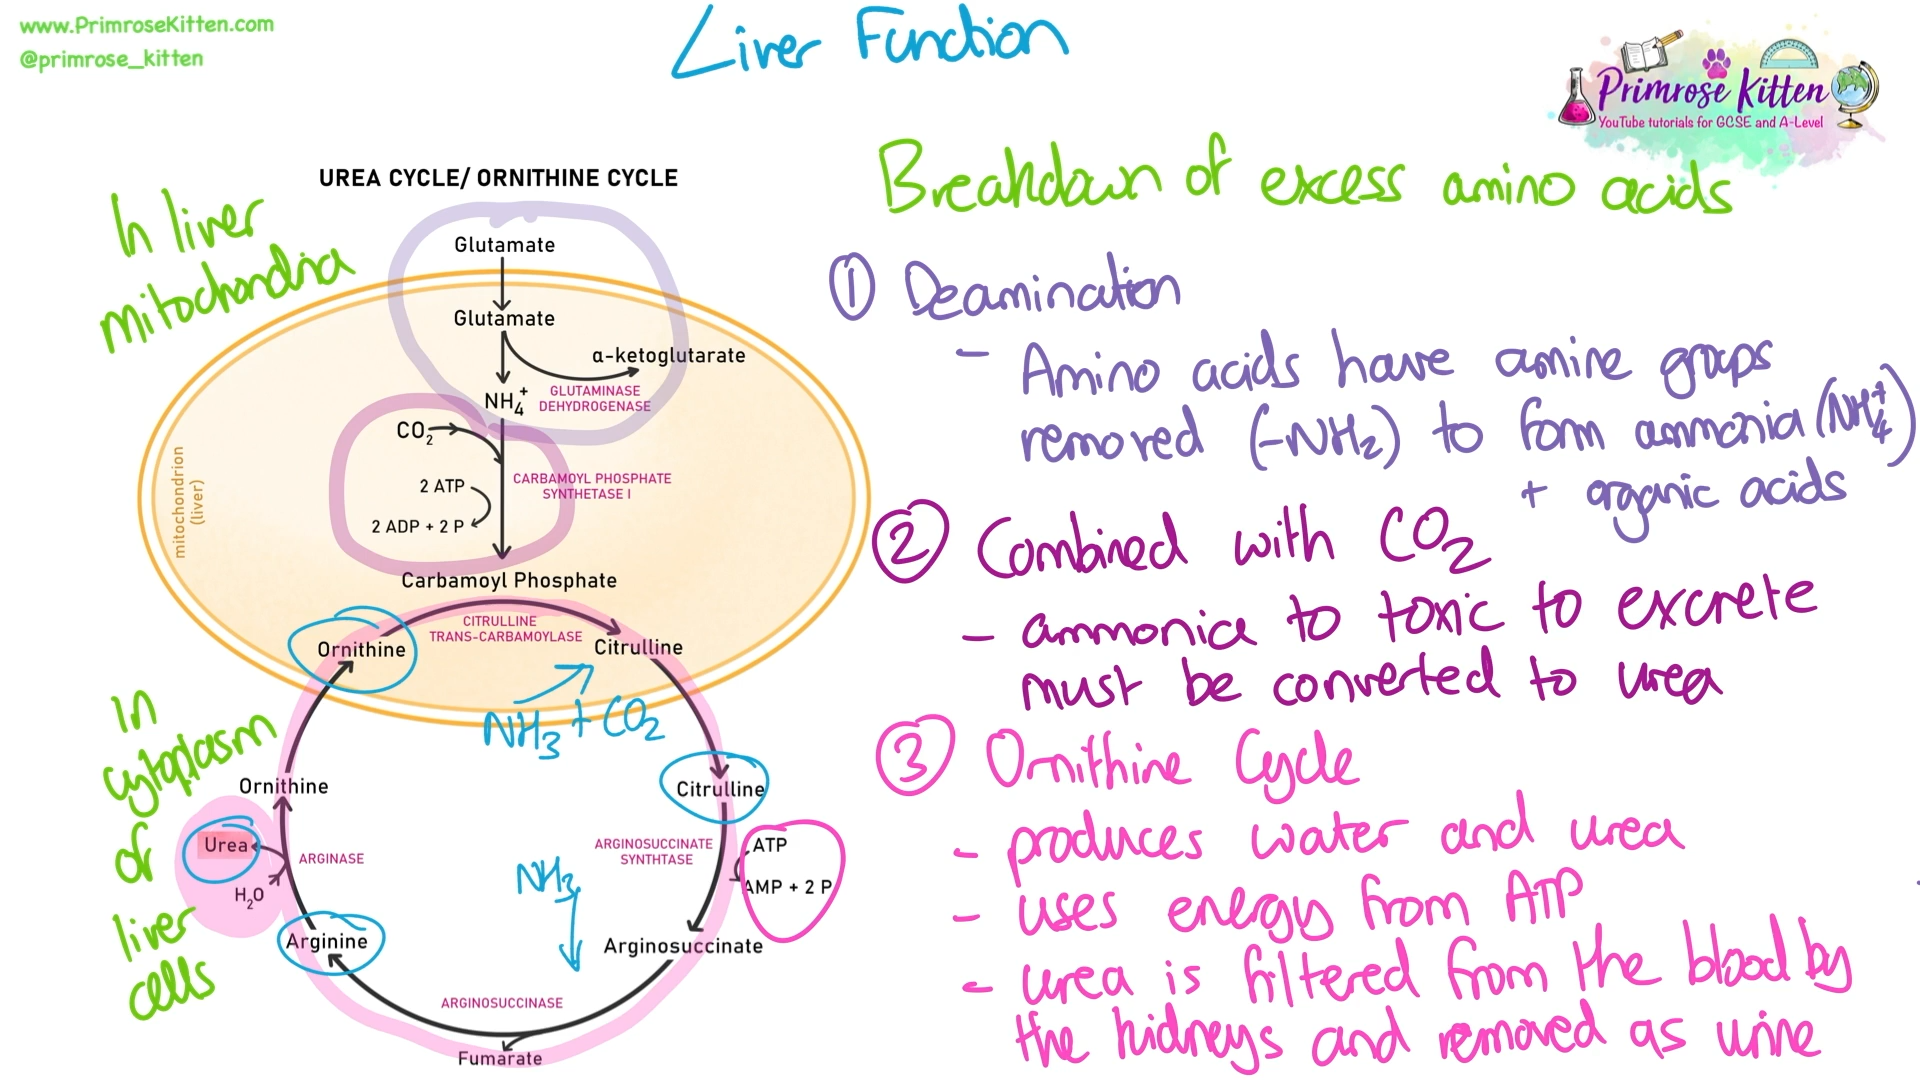 www.PrimroseKitten.com
@primrose_kitten
Liver Function
Primrose Kitten
YouTube tutorials for GCSE and A-Level
UREA CYCLE/ ORNITHINE CYCLE
In liver
mitochondria
Glutamate
Glutamate
α-ketoglutarate
NH₄⁺
GLUTAMINASE
DEHYDROGENASE
CO₂
2 ATP
2 ADP + 2 P
CARBAMOYL PHOSPHATE
SYNTHETASE I
mitochondrion
(liver)
Carbamoyl Phosphate
CITRULLINE
TRANS-CARBAMOYLASE
Ornithine
Citrulline
NH₃ + CO₂
In
cytoplasm
of
liver
cells
Ornithine
Citrulline
Urea
ARGINASE
H₂O
ARGINOSUCCINATE
SYNTHTASE
ATP
AMP + 2 P
NH₃
Arginine
Arginosuccinate
ARGINOSUCCINASE
Fumarate
Breakdown of excess amino acids
① Deamination
- Amino acids have amine groups
removed (-NH₂) to form ammonia (NH₄⁺)
+ organic acids
② Combined with CO₂
- ammonia to toxic to excrete
must be converted to urea
③ Ornithine Cycle
- produces water and urea
- uses energy from ATP
- urea is filtered from the blood by
the kidneys and removed as urine